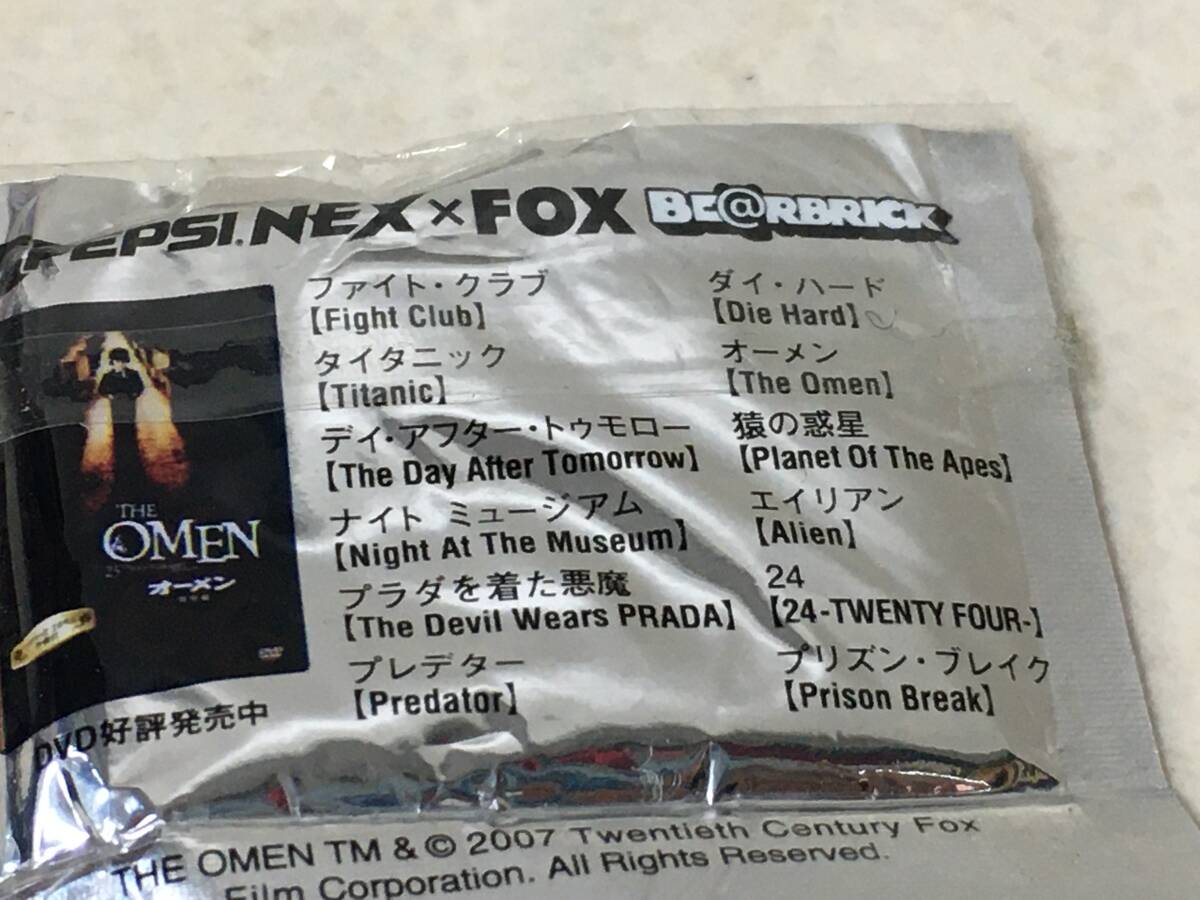 PEPSI.NEX×FOX BE@RBRICK
ファイト・クラブ
【Fight Club】
タイタニック
【Titanic】
デイ・アフター・トゥモロー
【The Day After Tomorrow】
ナイト ミュージアム
【Night At The Museum】
プラダを着た悪魔
【The Devil Wears PRADA】
プレデター
【Predator】
ダイ・ハード
【Die Hard】
オーメン
【The Omen】
猿の惑星
【Planet Of The Apes】
エイリアン
【Alien】
24
【24-TWENTY FOUR-】
プリズン・ブレイク
【Prison Break】
THE
OMEN
オーメン
DVD
DVD好評発売中
THE OMEN TM & © 2007 Twentieth Century Fox
Film Corporation. All Rights Reserved.